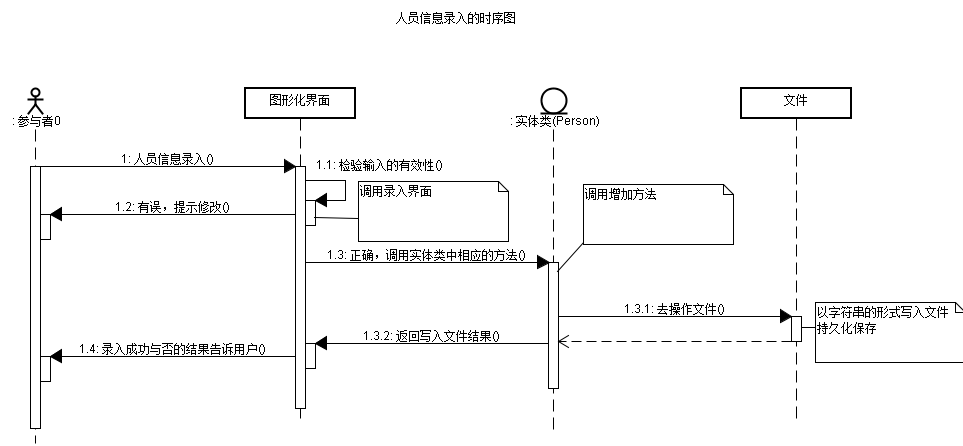 人员信息录入的时序图
: 参与者0
图形化界面
: 实体类(Person)
文件
1: 人员信息录入()
1.1: 检验输入的有效性()
调用录入界面
调用增加方法
1.2: 有误，提示修改()
1.3: 正确，调用实体类中相应的方法()
1.3.1: 去操作文件()
以字符串的形式写入文件
持久化保存
1.3.2: 返回写入文件结果()
1.4: 录入成功与否的结果告诉用户()